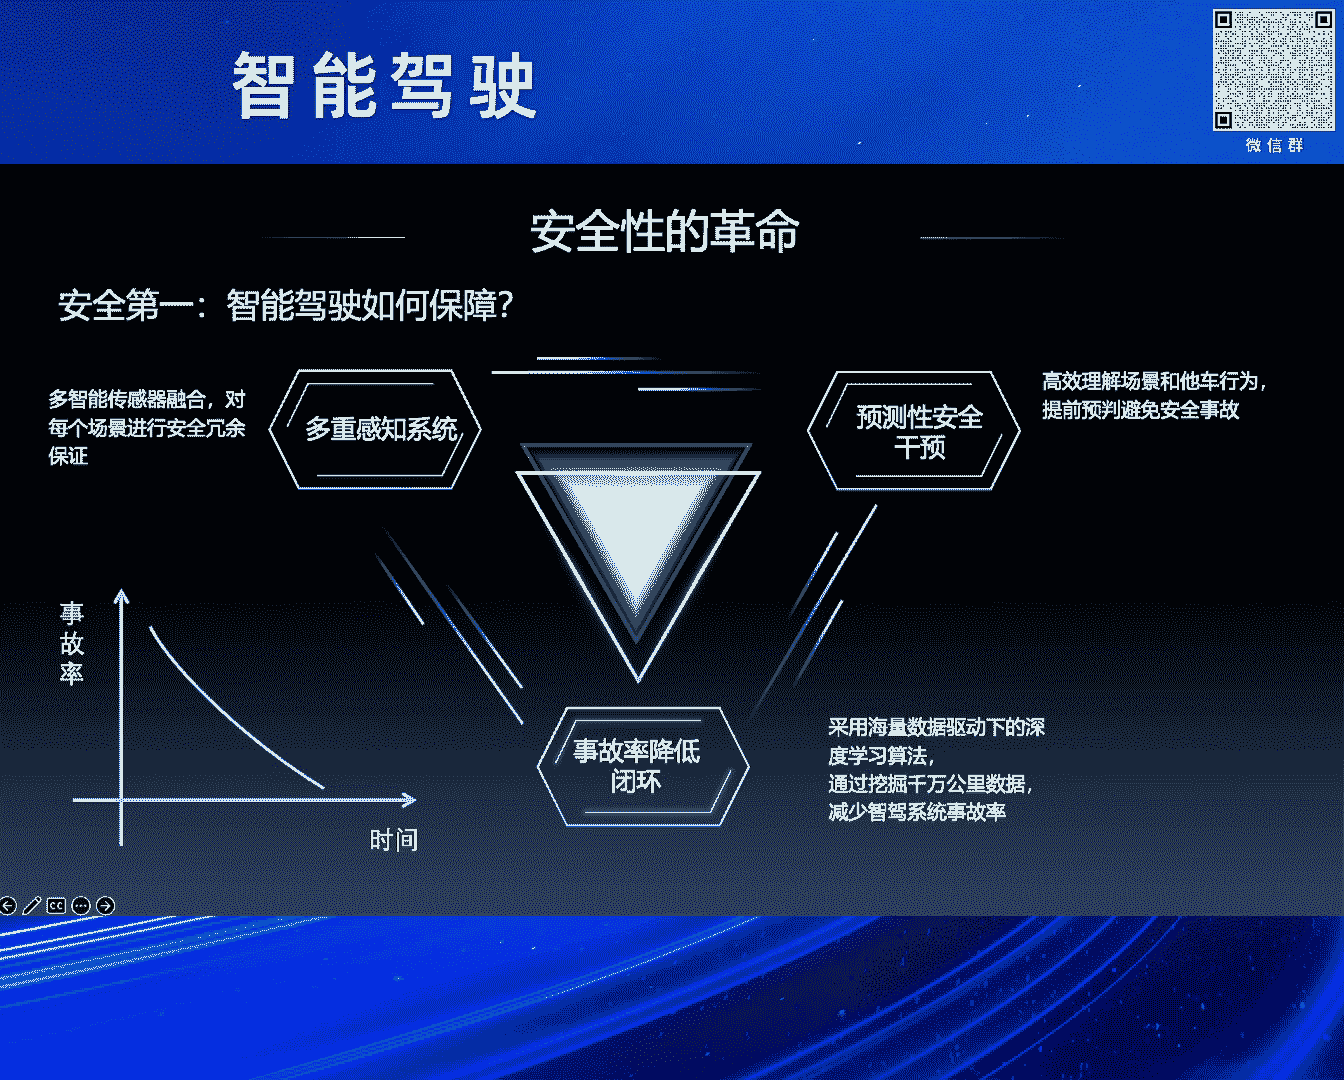 智能驾驶
微信群
安全性的革命
安全第一：智能驾驶如何保障？
多智能传感器融合，对
每个场景进行安全冗余
保证
多重感知系统
预测性安全
干预
高效理解场景和他车行为，
提前预判避免安全事故
事故率
时间
事故率降低
闭环
采用海量数据驱动下的深
度学习算法，
通过挖掘千万公里数据，
减少智驾系统事故率
CC